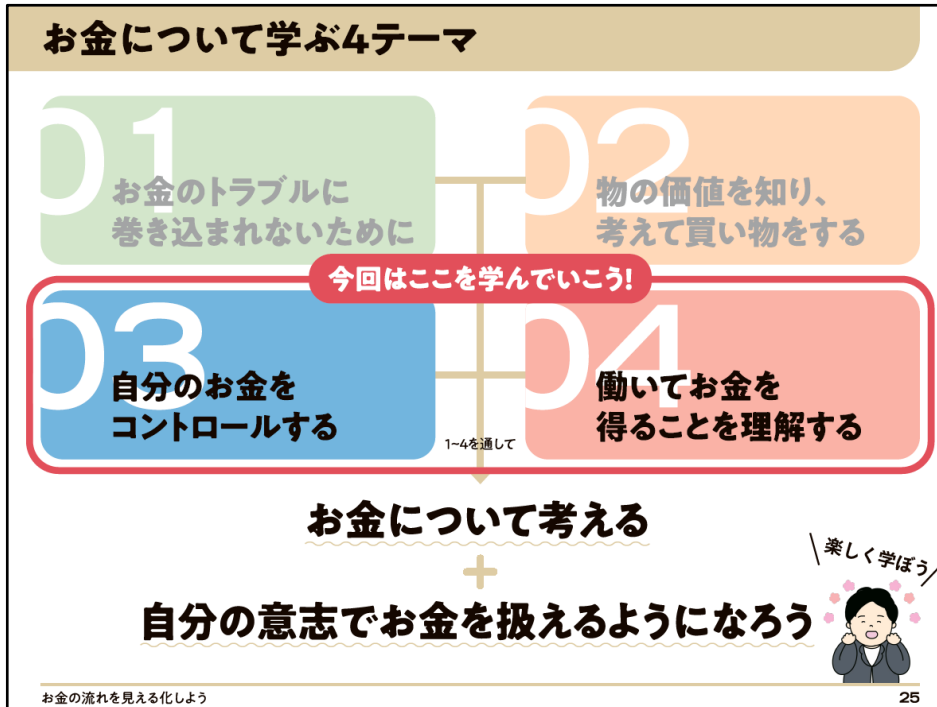 お金について学ぶ4テーマ
01
お金のトラブルに
巻き込まれないために
02
物の価値を知り、
考えて買い物をする
今回はここを学んでいこう!
03
自分のお金を
コントロールする
04
働いてお金を
得ることを理解する
1~4を通して
お金について考える
+
自分の意志でお金を扱えるようになろう
楽しく学ぼう
お金の流れを見える化しよう
25